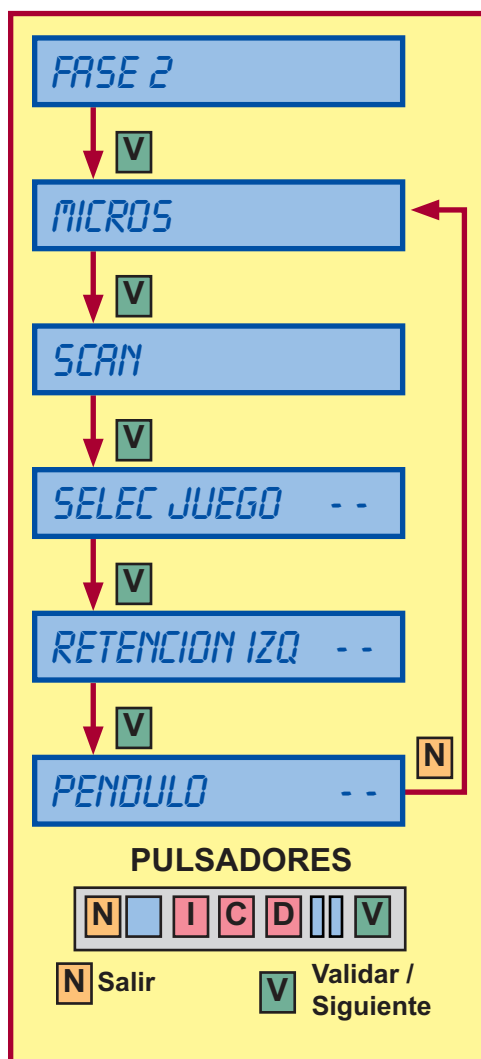 FASE 2
V
MICROS
V
SCAN
V
SELEC JUEGO - -
V
RETENCION IZQ - -
V
PENDULO - -
N
PULSADORES
N I C D V
N Salir
V Validar /
Siguiente